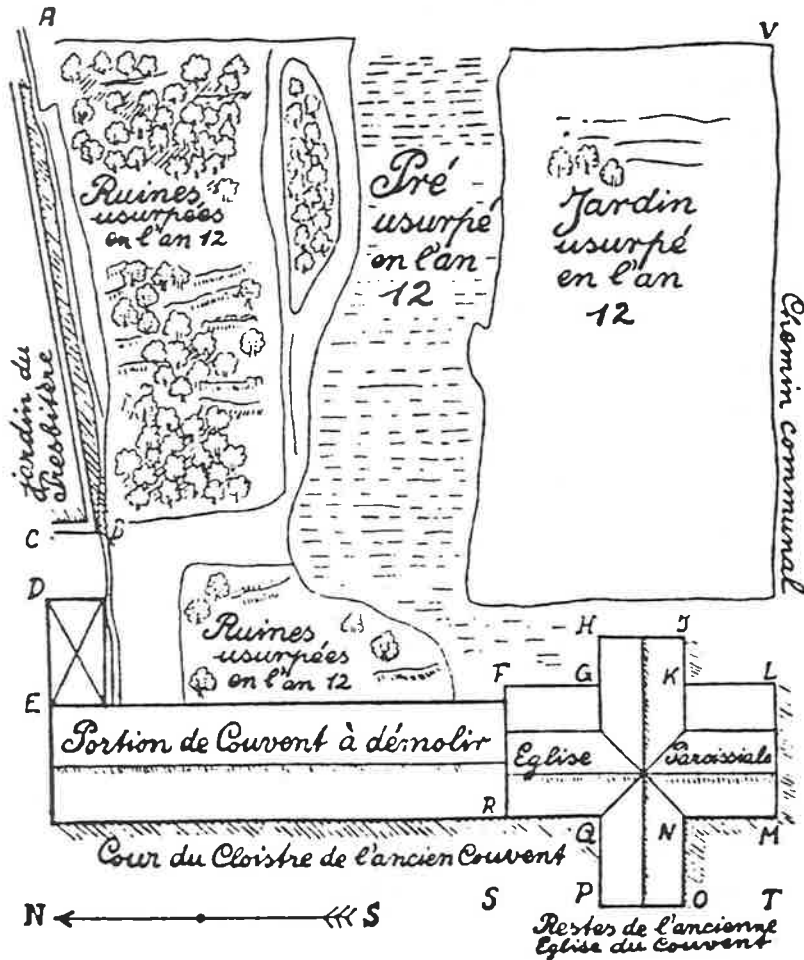 A
V
Ruines
usurpées
en l'an 12
Pré
usurpé
en l'an
12
Jardin
usurpé
en l'an
12
Chemin communal
jardin du
Presbitère
C
B
D
E
Ruines
usurpées
en l'an 12
H
J
F
G
K
L
Portion de Couvent à démolir
Eglise
Paroissiale
R
Q
N
M
Cour du Cloistre de l'ancien Couvent
N
S
S
P
O
T
Restes de l'ancienne
Eglise du Couvent